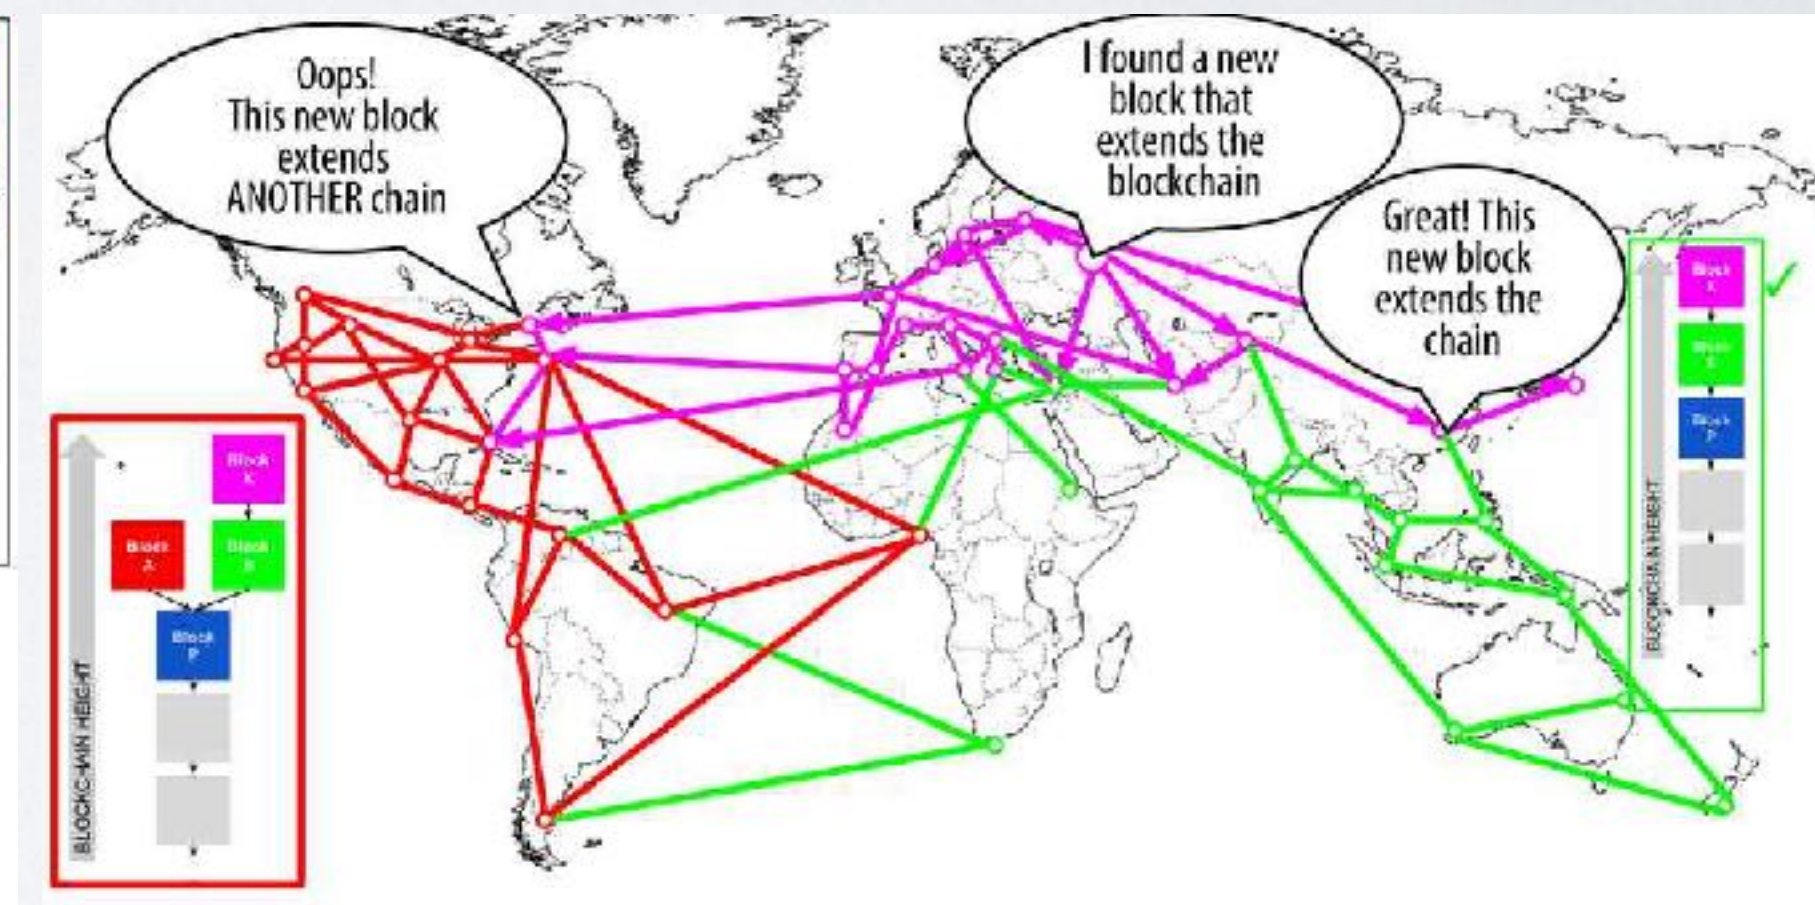 Oops!
This new block
extends
ANOTHER chain
I found a new
block that
extends the
blockchain
Great! This
new block
extends the
chain
BLOCKCHAIN HEIGHT
Block
X
Block
A
Block
B
Block
P
BLOCKCHAIN HEIGHT
Block
X
Block
Block
P